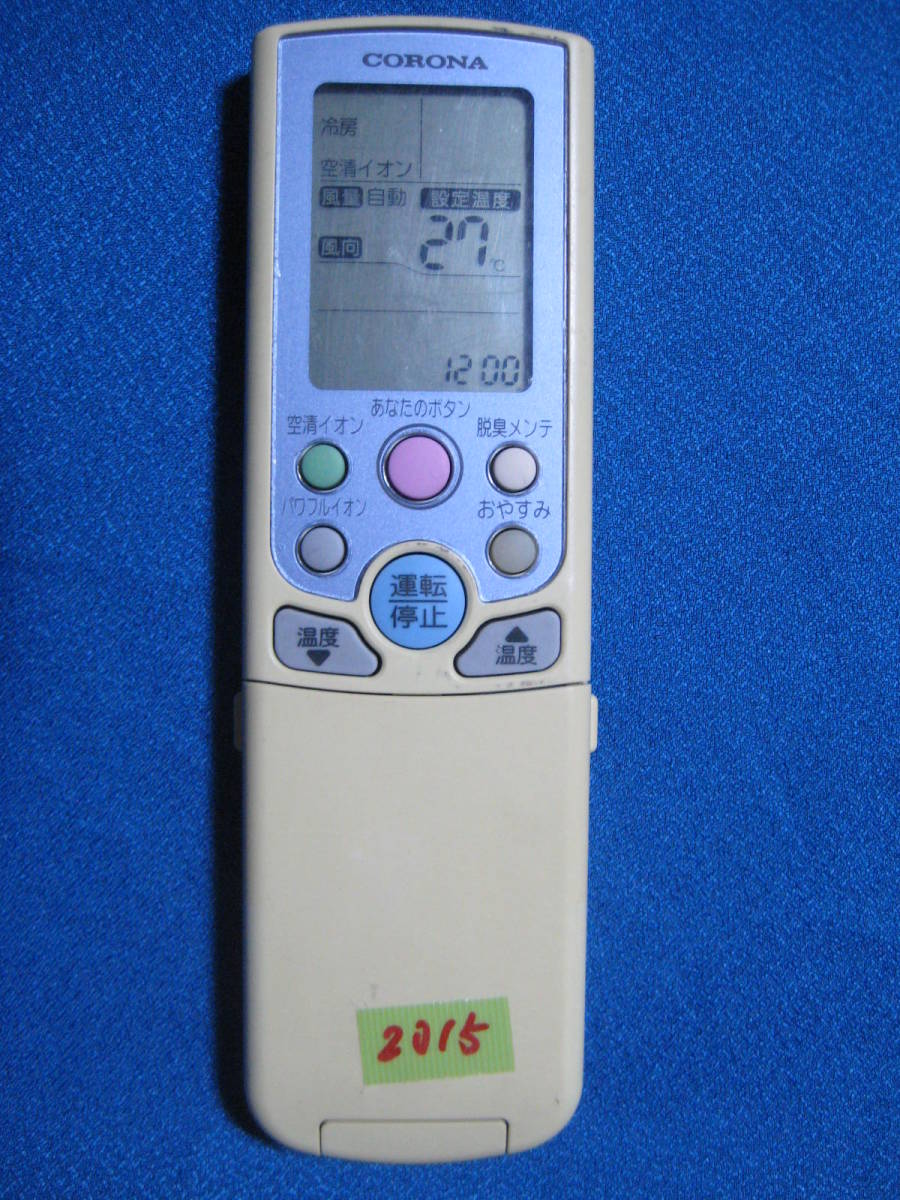 CORONA
冷房
空清イオン
風量 自動 設定温度
27℃
風向
12 00
あなたのボタン
空清イオン 脱臭メンテ
パワフルイオン おやすみ
運転
停止
温度▼ ▲温度
2015